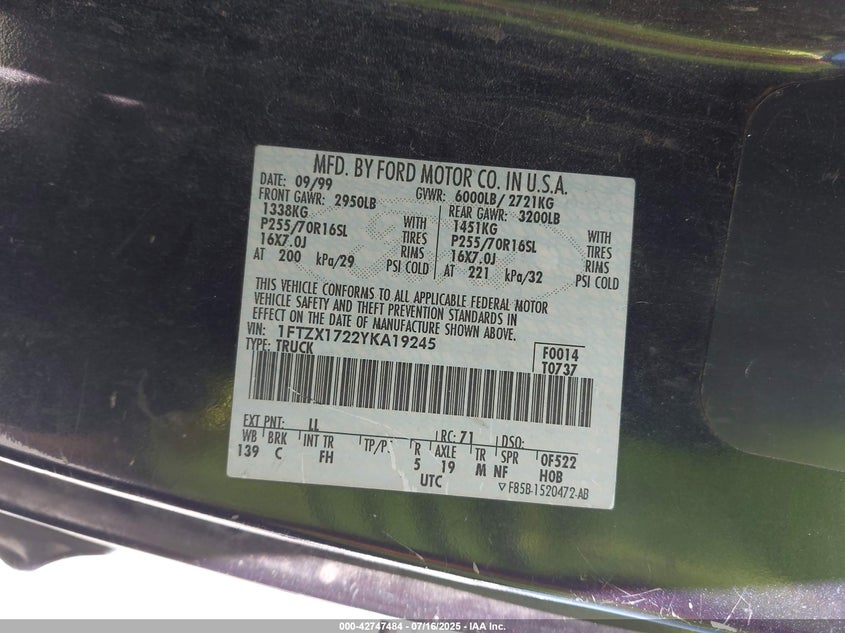 MFD. BY FORD MOTOR CO. IN U.S.A.
DATE: 09/99 GVWR: 6000LB/ 2721KG
FRONT GAWR: 2950LB REAR GAWR: 3200LB
1338KG WITH 1451KG WITH
P255/70R16SL TIRES P255/70R16SL TIRES
16X7.0J RIMS 16X7.0J RIMS
AT 200 kPa/29 PSI COLD AT 221 kPa/32 PSI COLD
THIS VEHICLE CONFORMS TO ALL APPLICABLE FEDERAL MOTOR
VEHICLE SAFETY AND THEFT PREVENTION STANDARDS IN
EFFECT ON THE DATE OF MANUFACTURE SHOWN ABOVE.
VIN: 1FTZX1722YKA19245
TYPE: TRUCK F0014
T0737
EXT PNT: LL RC: 71 DSO:
WB BRK INT TR TP/PS R AXLE TR SPR 0F522
139 C FH 5 19 M NF H0B
UTC ▽ F85B-1520472-AB
000-42747484 - 07/16/2025 - IAA Inc.